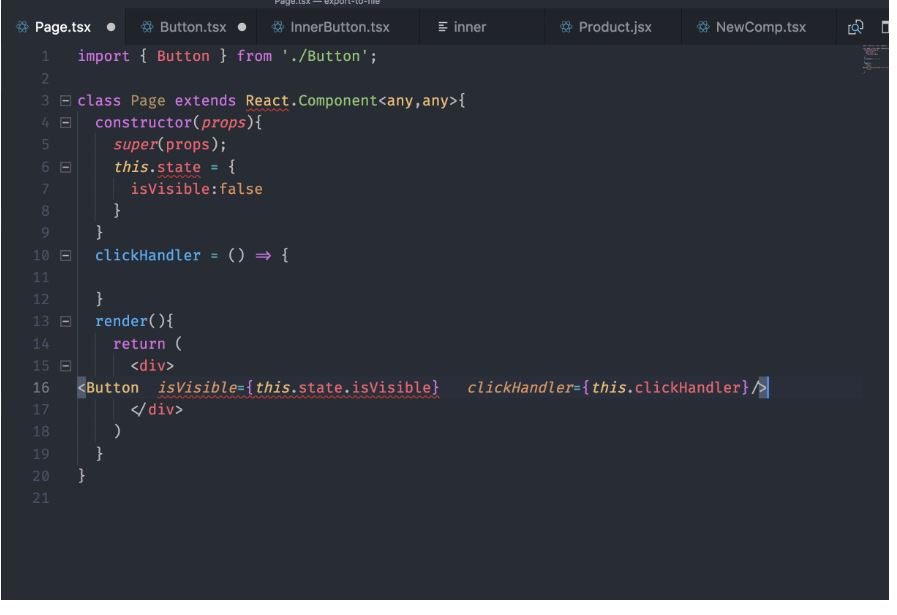 Page.tsx — export-to-file
Page.tsx Button.tsx InnerButton.tsx inner Product.jsx NewComp.tsx
1 import { Button } from './Button';
2
3 class Page extends React.Component<any,any>{
4 constructor(props){
5 super(props);
6 this.state = {
7 isVisible:false
8 }
9 }
10 clickHandler = () => {
11
12 }
13 render(){
14 return (
15 <div>
16 <Button isVisible={this.state.isVisible} clickHandler={this.clickHandler}/>
17 </div>
18 )
19 }
20 }
21